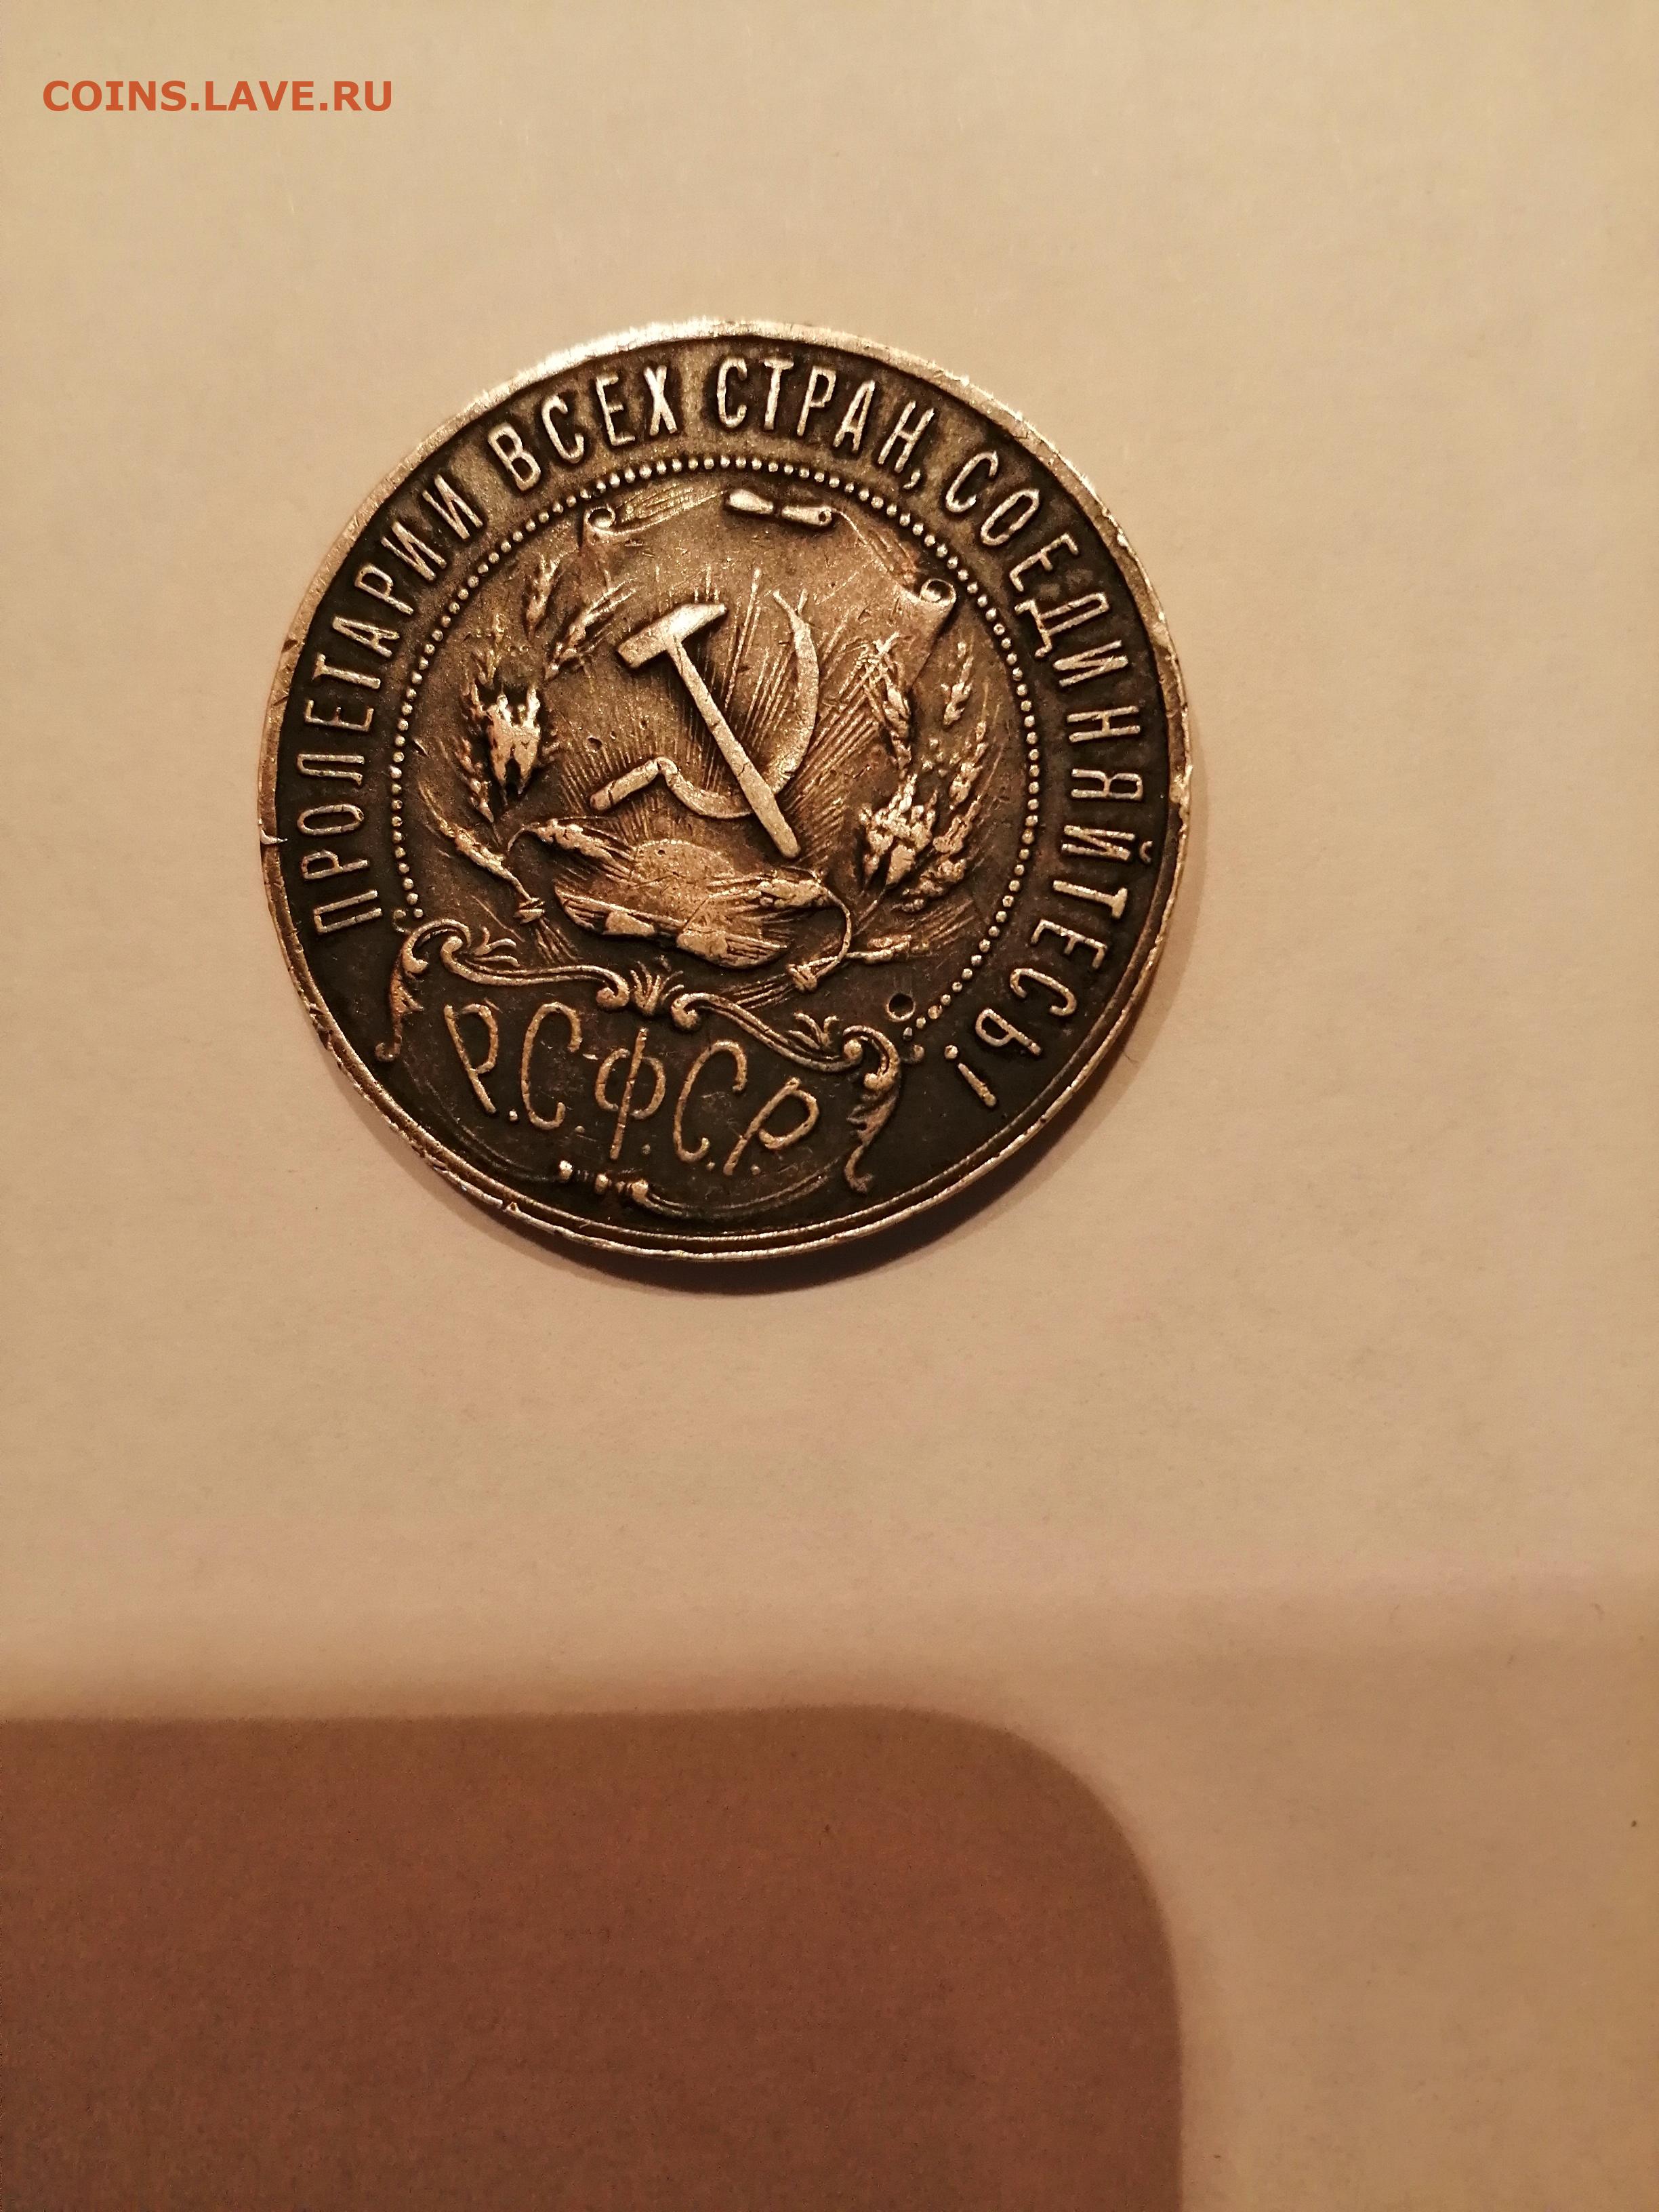 COINS.LAVE.RU
ПРОЛЕТАРИИ ВСЕХ СТРАН, СОЕДИНЯЙТЕСЬ!
Р.С.Ф.С.Р.